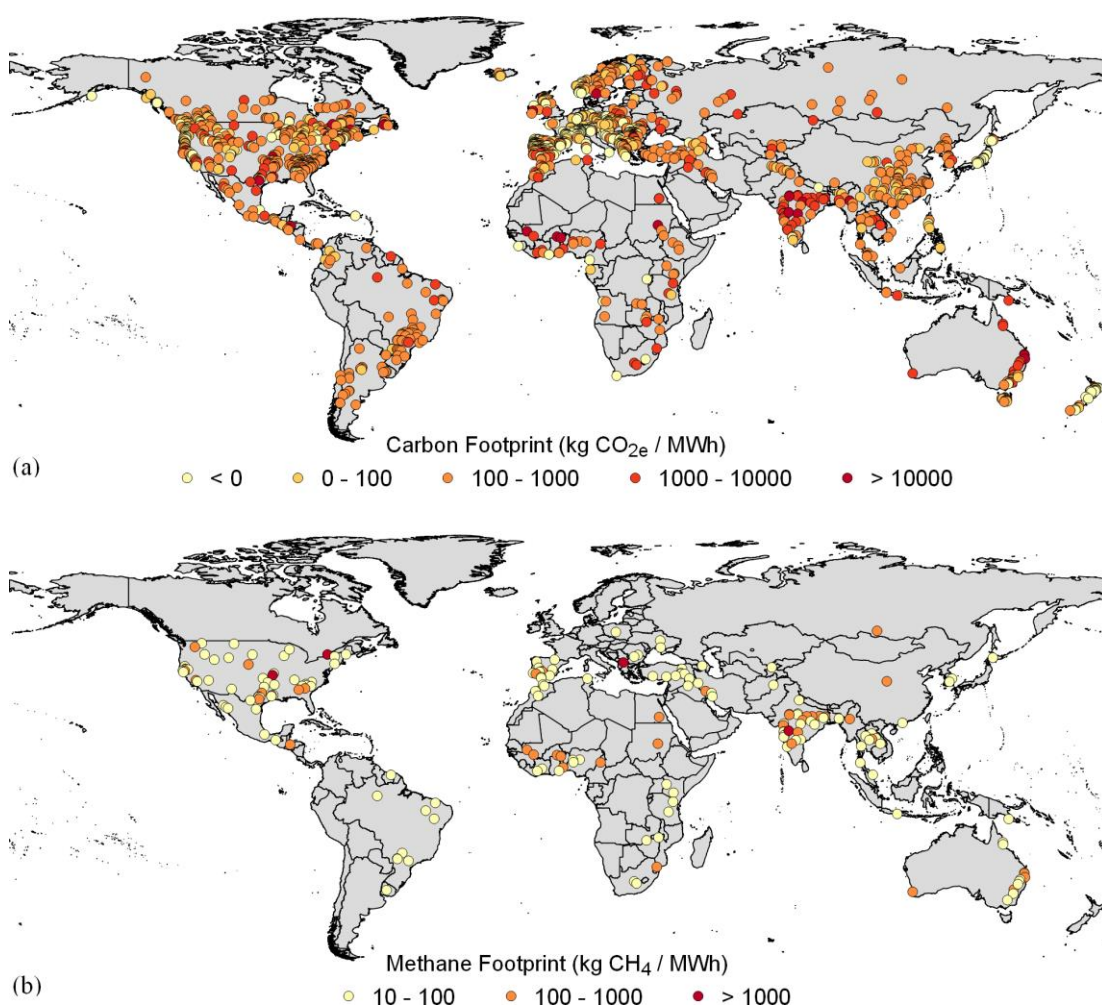 Carbon Footprint (kg CO2e / MWh)
(a)
< 0 0 - 100 100 - 1000 1000 - 10000 > 10000
Methane Footprint (kg CH4 / MWh)
(b)
10 - 100 100 - 1000 > 1000